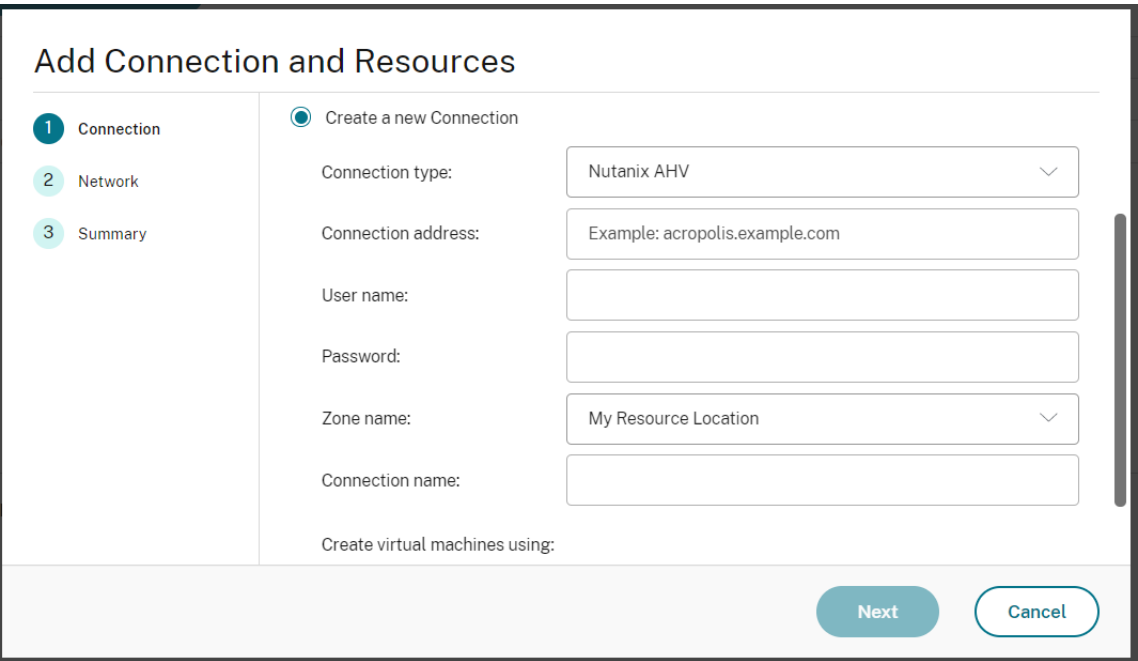 Add Connection and Resources
1 Connection
2 Network
3 Summary
Create a new Connection
Connection type: Nutanix AHV
Connection address: Example: acropolis.example.com
User name:
Password:
Zone name: My Resource Location
Connection name:
Create virtual machines using:
Next Cancel